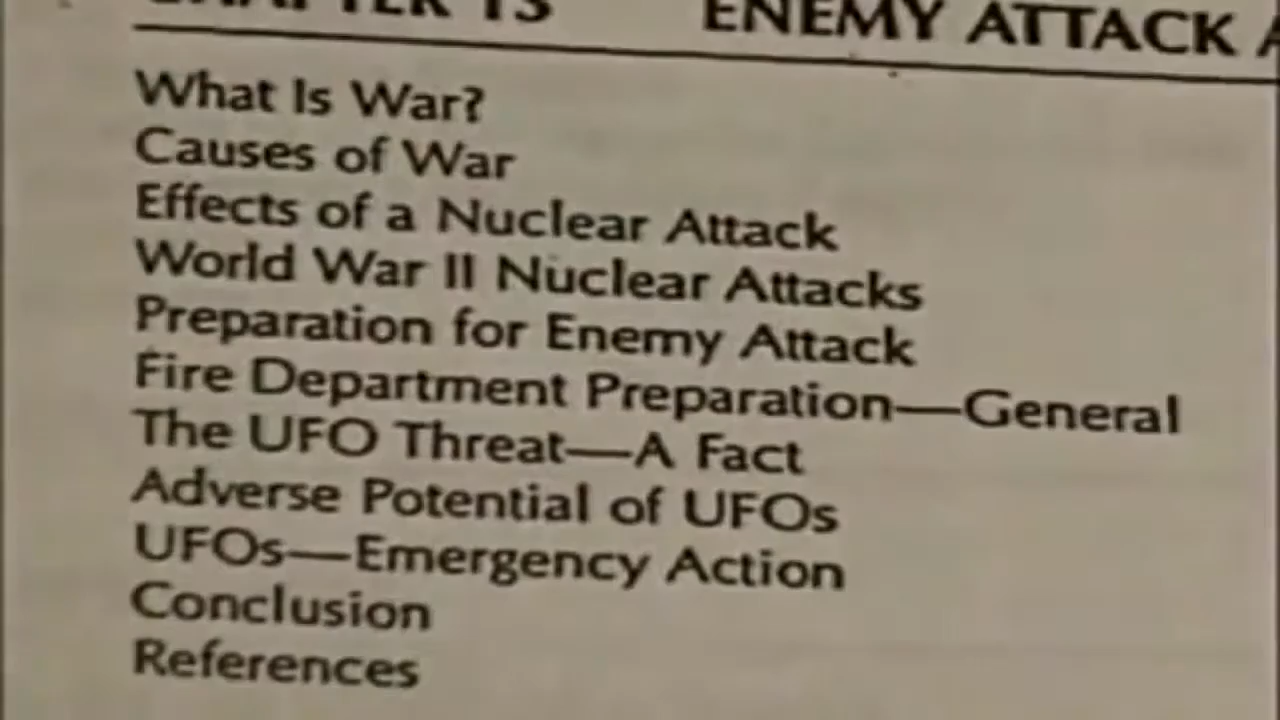 CHAPTER 13 ENEMY ATTACK A
What Is War?
Causes of War
Effects of a Nuclear Attack
World War II Nuclear Attacks
Preparation for Enemy Attack
Fire Department Preparation—General
The UFO Threat—A Fact
Adverse Potential of UFOs
UFOs—Emergency Action
Conclusion
References